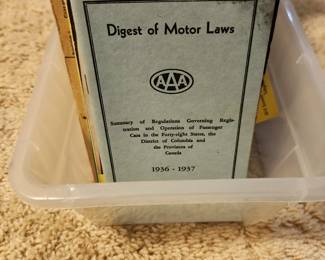 Digest of Motor Laws
AAA
Summary of Regulations Governing Regis-
tration and Operation of Passenger
Cars in the Forty-eight States, the
District of Columbia and
the Provinces of
Canada
1936 - 1937